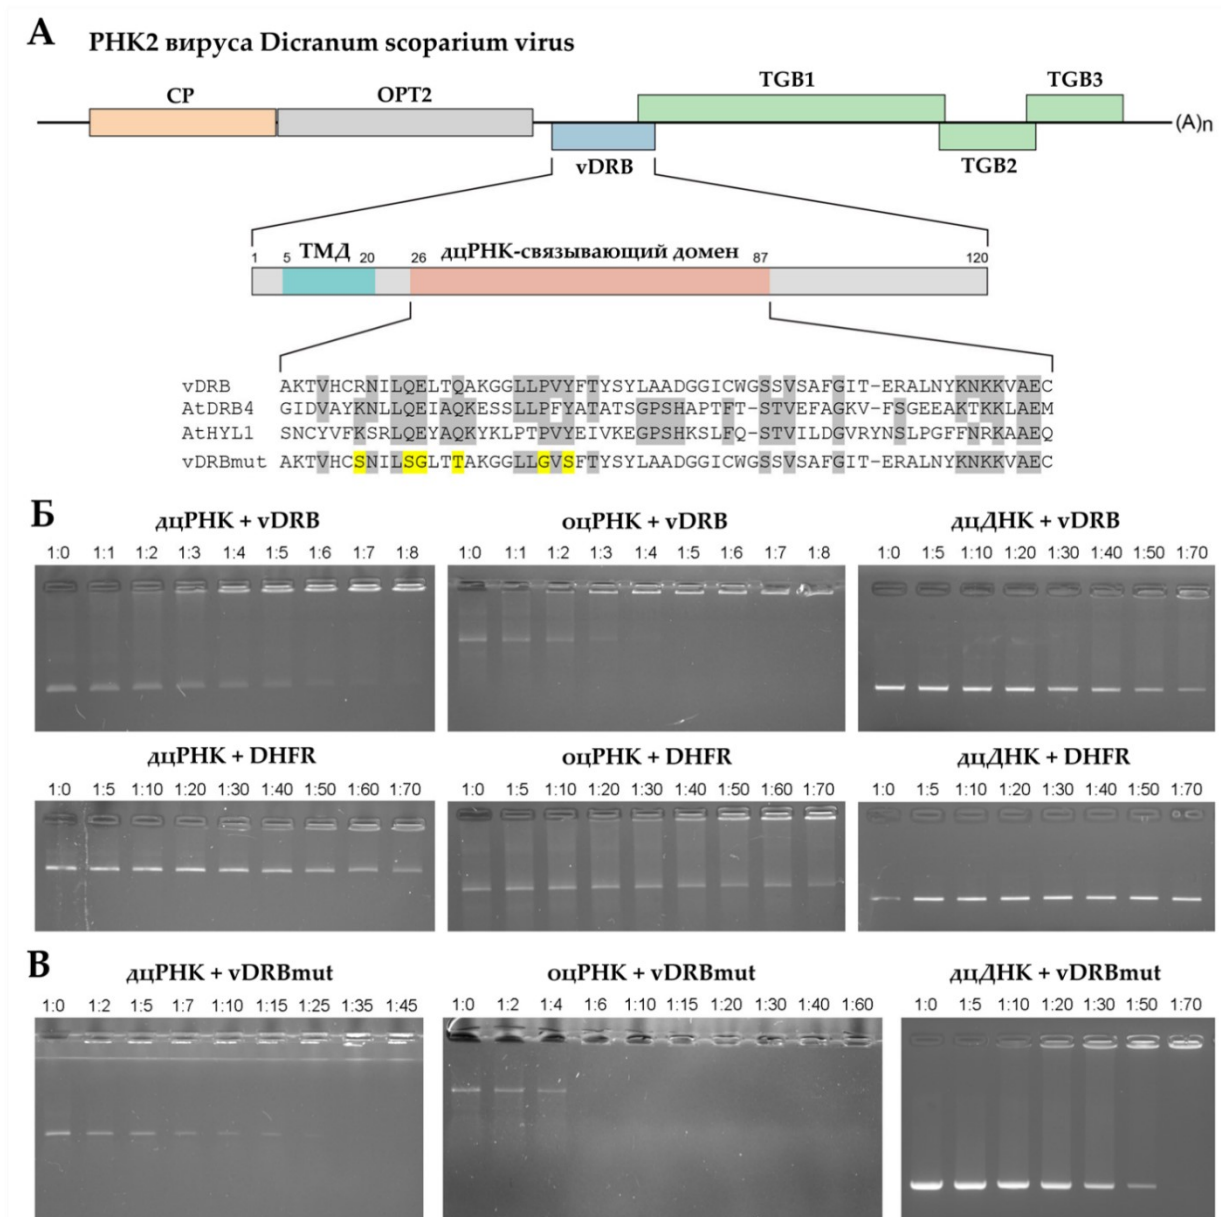 А
РНК2 вируса Dicranum scoparium virus
CP
ОРТ2
vDRB
TGB1
TGB2
TGB3
(A)n
1 5 ТМД 20 26 дцРНК-связывающий домен 87 120
vDRB AKTVHCRNILQELTQAKGGLLPVYFTYSYLAADGGICWGSSVSAFGIT-ERALNYKNKKVAEC
AtDRB4 GIDVAYKNLLQEIAQKESSLLPFYATATSGPSHAPTFT-STVEFAGKV-FSGEEAKTKKLAEM
AtHYL1 SNCYVFKSRLQEYAQKYKLPTPVYEIVKEGPSHKSLFQ-STVILDGVRYNSLPGFFNRKAAEQ
vDRBmut AKTVHCSNILSGLTTAKGGLLGVSFTYSYLAADGGICWGSSVSAFGIT-ERALNYKNKKVAEC
Б
дцРНК + vDRB
1:0 1:1 1:2 1:3 1:4 1:5 1:6 1:7 1:8
оцРНК + vDRB
1:0 1:1 1:2 1:3 1:4 1:5 1:6 1:7 1:8
дцДНК + vDRB
1:0 1:5 1:10 1:20 1:30 1:40 1:50 1:70
дцРНК + DHFR
1:0 1:5 1:10 1:20 1:30 1:40 1:50 1:60 1:70
оцРНК + DHFR
1:0 1:5 1:10 1:20 1:30 1:40 1:50 1:60 1:70
дцДНК + DHFR
1:0 1:5 1:10 1:20 1:30 1:40 1:50 1:70
В
дцРНК + vDRBmut
1:0 1:2 1:5 1:7 1:10 1:15 1:25 1:35 1:45
оцРНК + vDRBmut
1:0 1:2 1:4 1:6 1:10 1:15 1:20 1:30 1:40 1:60
дцДНК + vDRBmut
1:0 1:5 1:10 1:20 1:30 1:50 1:70